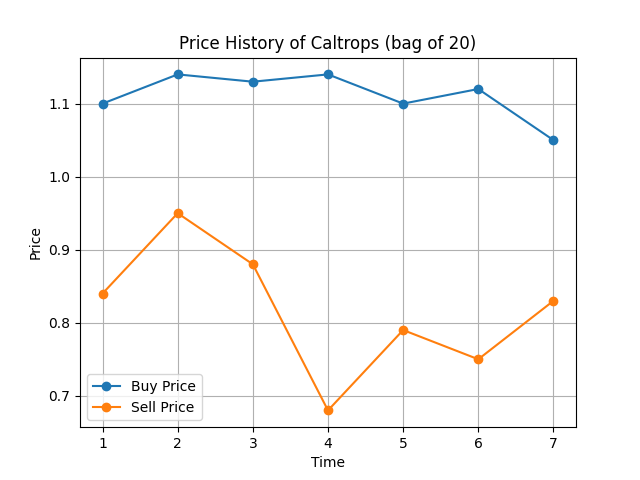 Price History of Caltrops (bag of 20)
Price
1.1
1.0
0.9
0.8
0.7
Buy Price
Sell Price
1 2 3 4 5 6 7
Time